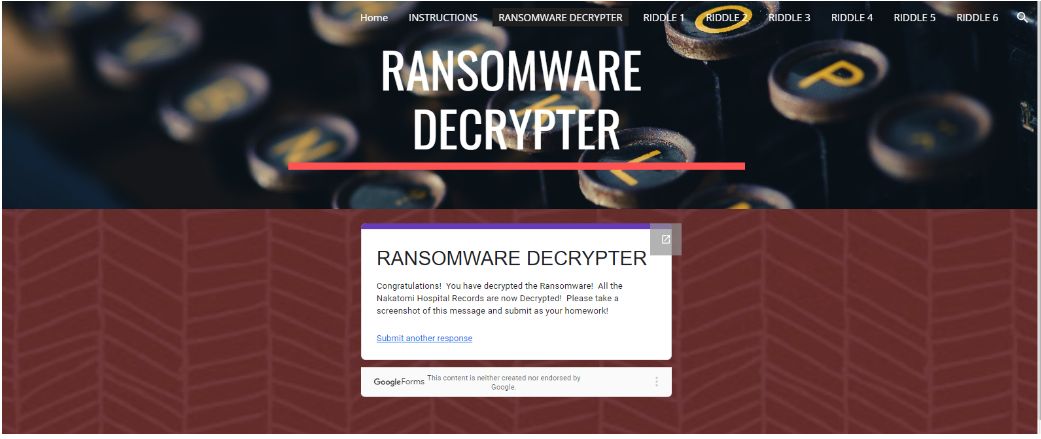 Home INSTRUCTIONS RANSOMWARE DECRYPTER RIDDLE 1 RIDDLE 2 RIDDLE 3 RIDDLE 4 RIDDLE 5 RIDDLE 6
RANSOMWARE
DECRYPTER
RANSOMWARE DECRYPTER
Congratulations! You have decrypted the Ransomware! All the
Nakatomi Hospital Records are now Decrypted! Please take a
screenshot of this message and submit as your homework!
Submit another response
Google Forms This content is neither created nor endorsed by
Google.